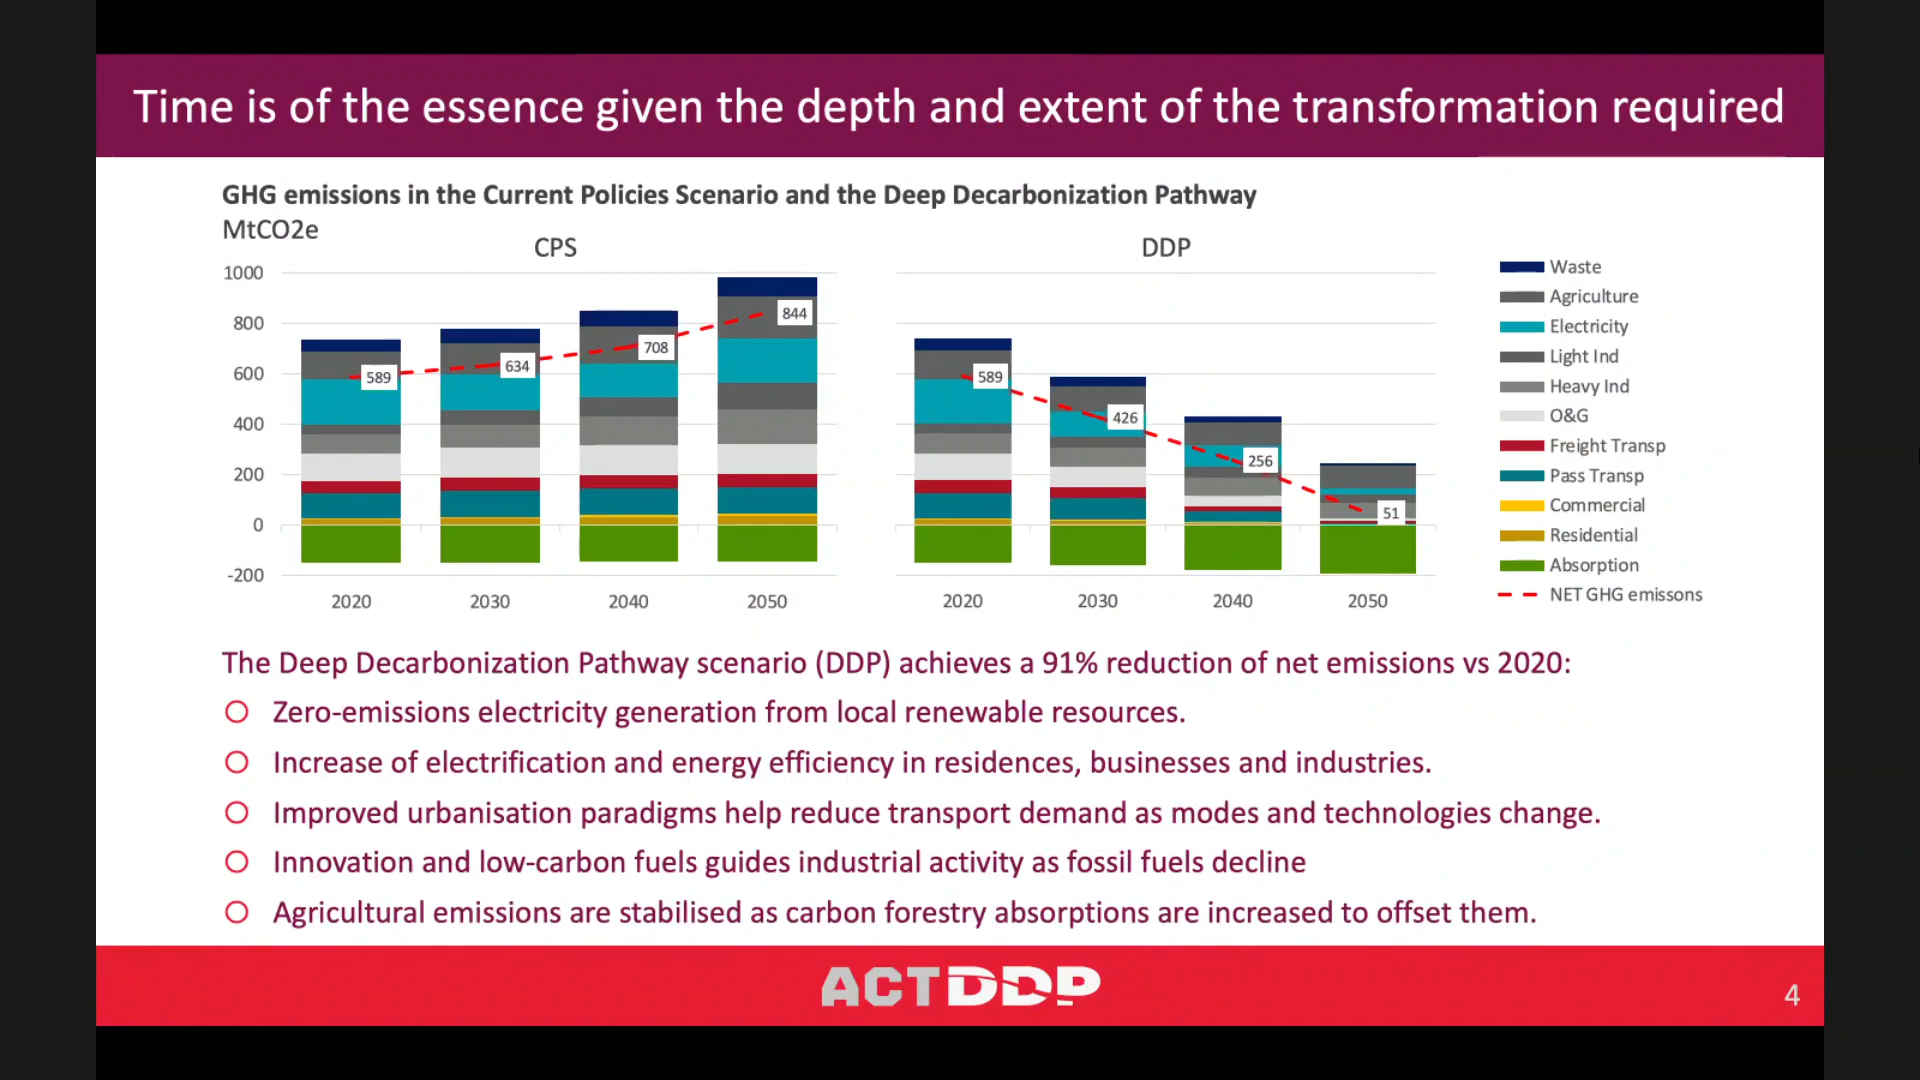 Time is of the essence given the depth and extent of the transformation required
GHG emissions in the Current Policies Scenario and the Deep Decarbonization Pathway
MtCO2e
CPS
DDP
1000
800
600
400
200
0
-200
589
634
708
844
2020
2030
2040
2050
589
426
256
51
2020
2030
2040
2050
Waste
Agriculture
Electricity
Light Ind
Heavy Ind
O&G
Freight Transp
Pass Transp
Commercial
Residential
Absorption
NET GHG emissons
The Deep Decarbonization Pathway scenario (DDP) achieves a 91% reduction of net emissions vs 2020:
Zero-emissions electricity generation from local renewable resources.
Increase of electrification and energy efficiency in residences, businesses and industries.
Improved urbanisation paradigms help reduce transport demand as modes and technologies change.
Innovation and low-carbon fuels guides industrial activity as fossil fuels decline
Agricultural emissions are stabilised as carbon forestry absorptions are increased to offset them.
ACTDDP
4